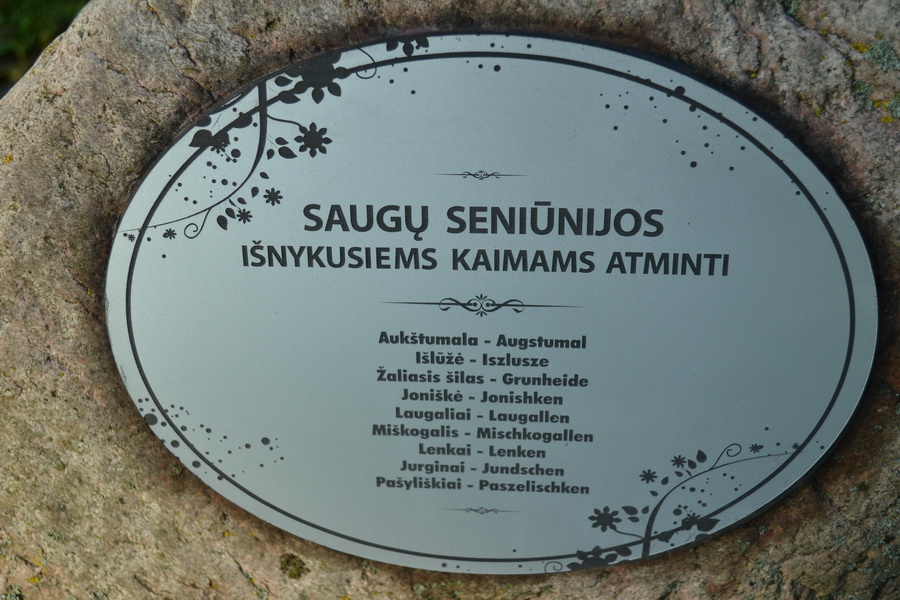 SAUGŲ SENIŪNIJOS
IŠNYKUSIEMS KAIMAMS ATMINTI
Aukštumala - Augstumal
Išlūžė - Iszlusze
Žaliasis šilas - Grunheide
Joniškė - Jonishken
Laugaliai - Laugallen
Miškogalis - Mischkogallen
Lenkai - Lenken
Jurginai - Jundschen
Pašyliškiai - Paszelischken